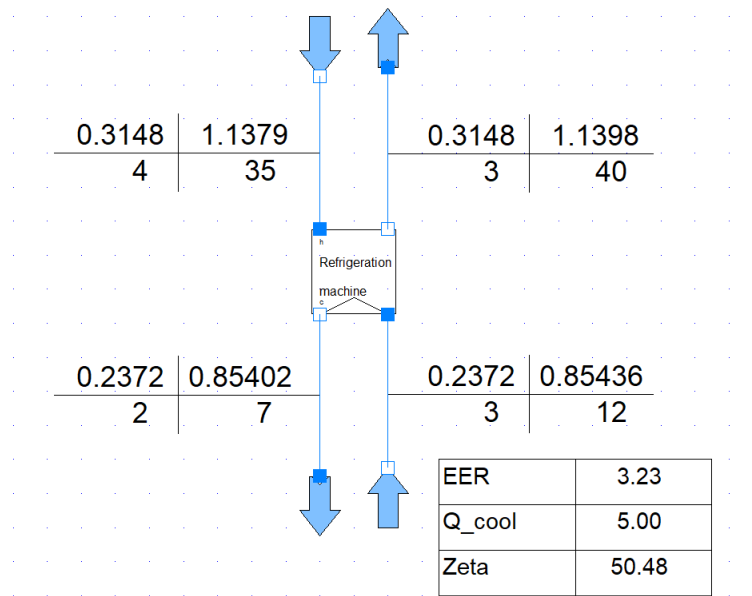 0.3148 1.1379
4 35
0.3148 1.1398
3 40
h
Refrigeration
machine
c
0.2372 0.85402
2 7
0.2372 0.85436
3 12
EER 3.23
Q_cool 5.00
Zeta 50.48